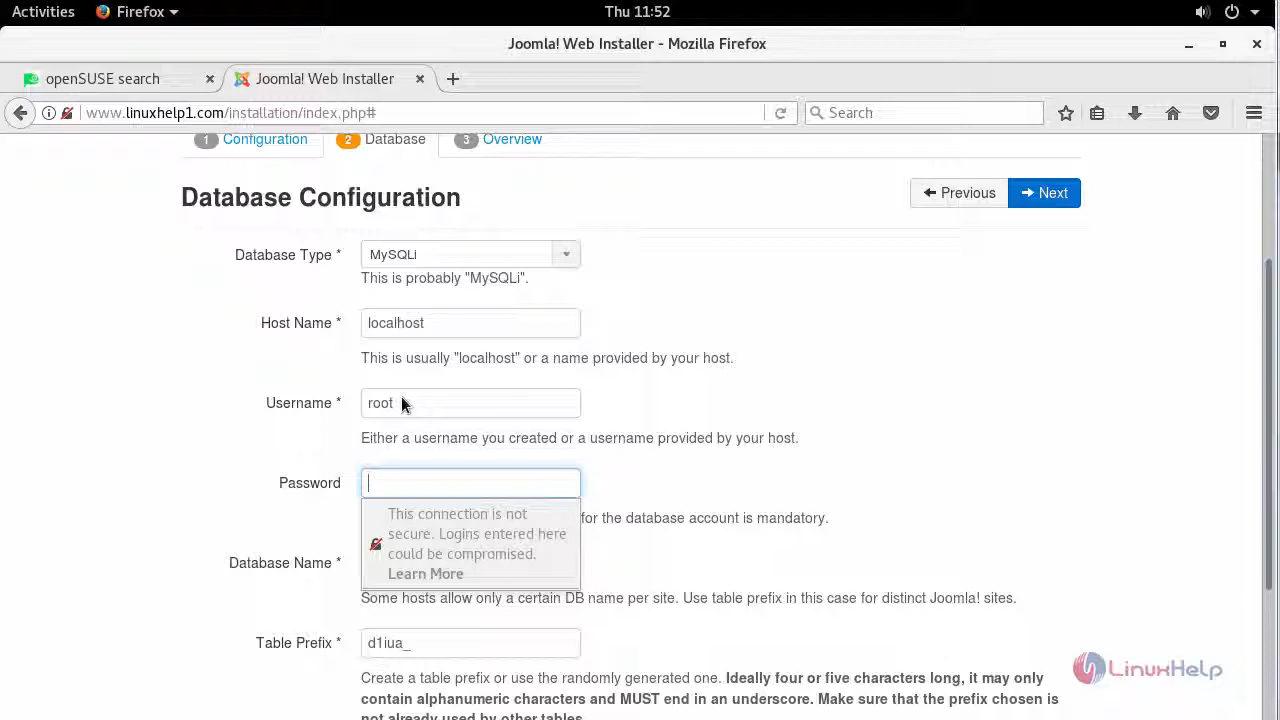 Activities Firefox Thu 11:52
Joomla! Web Installer - Mozilla Firefox
openSUSE search Joomla! Web Installer
www.linuxhelp1.com/installation/index.php# Search
1 Configuration 2 Database 3 Overview
Database Configuration Previous Next
Database Type * MySQLi
This is probably "MySQLi".
Host Name * localhost
This is usually "localhost" or a name provided by your host.
Username * root
Either a username you created or a username provided by your host.
Password
This connection is not
secure. Logins entered here
could be compromised.
Learn More
for the database account is mandatory.
Database Name *
Some hosts allow only a certain DB name per site. Use table prefix in this case for distinct Joomla! sites.
Table Prefix * d1iua_
Create a table prefix or use the randomly generated one. Ideally four or five characters long, it may only
contain alphanumeric characters and MUST end in an underscore. Make sure that the prefix chosen is
not already used by other tables.
LinuxHelp